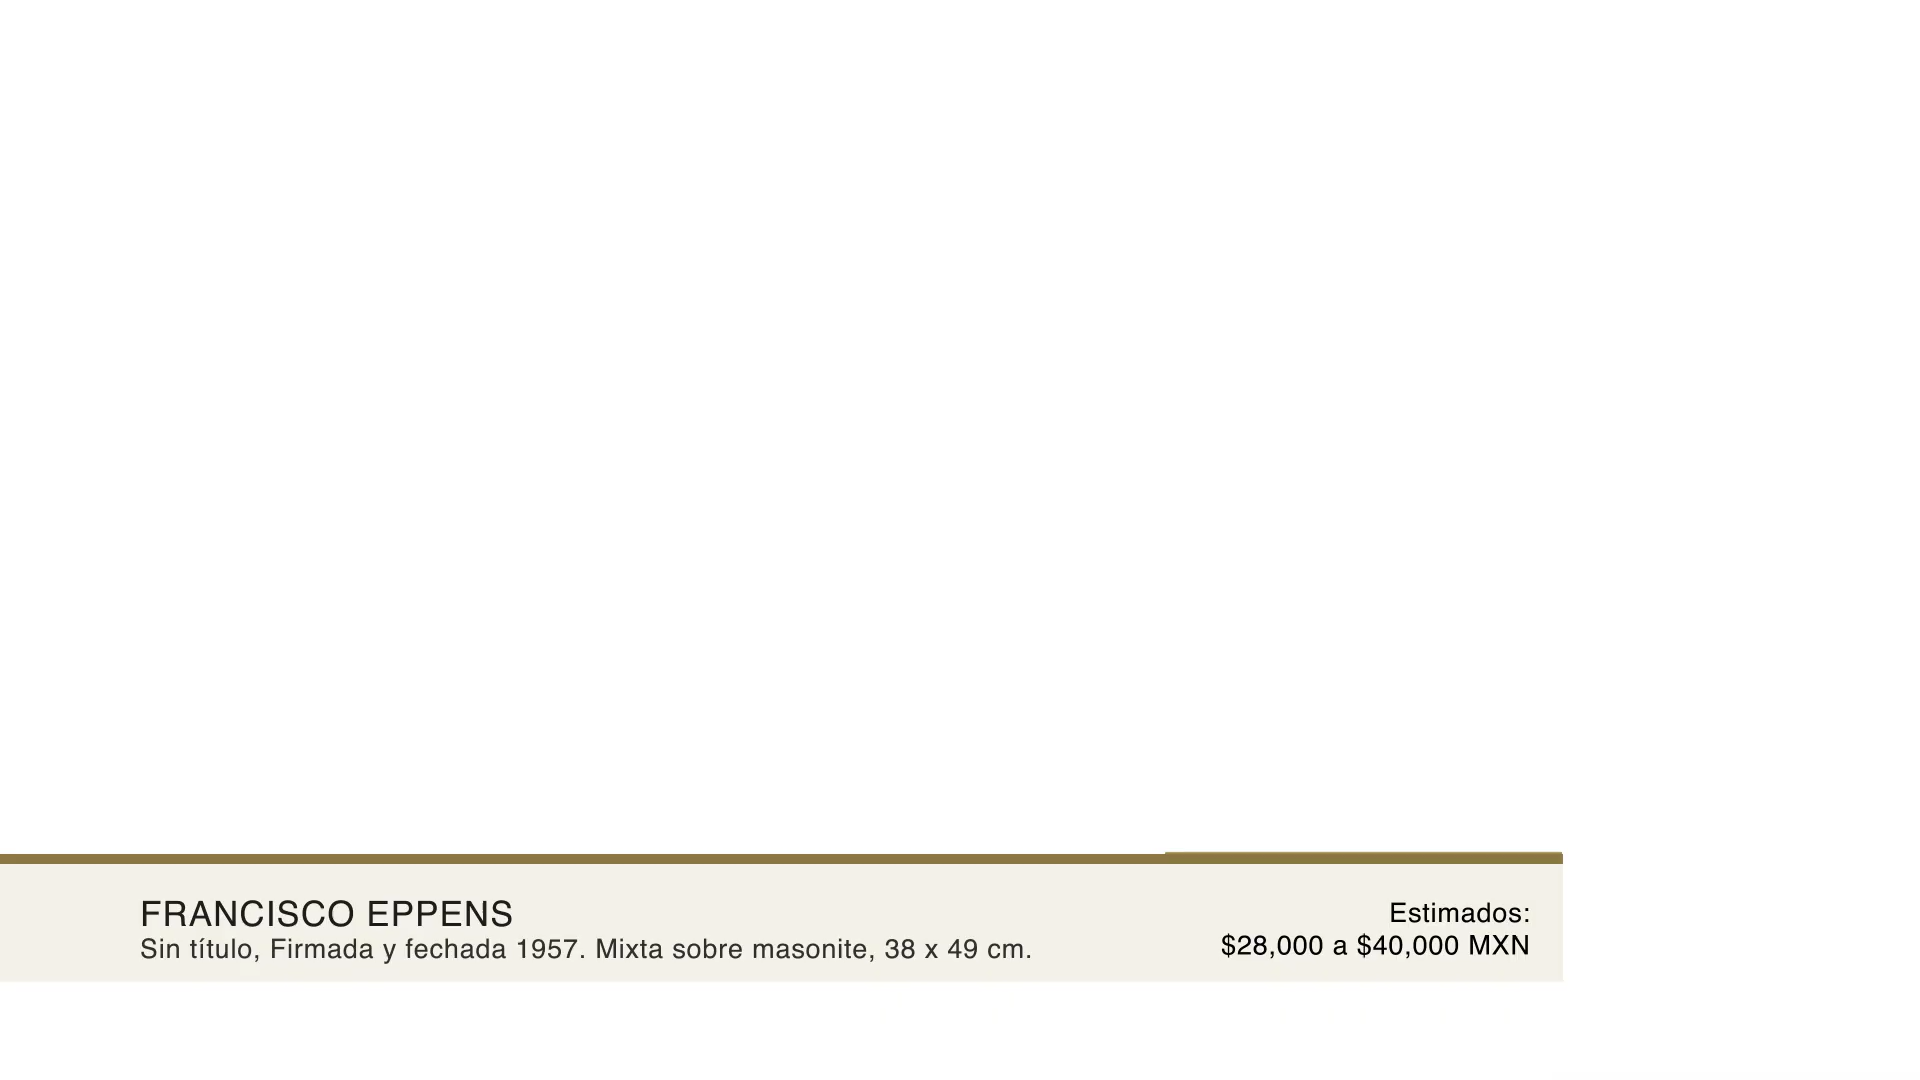 FRANCISCO EPPENS
Sin título, Firmada y fechada 1957. Mixta sobre masonite, 38 x 49 cm.
Estimados:
$28,000 a $40,000 MXN